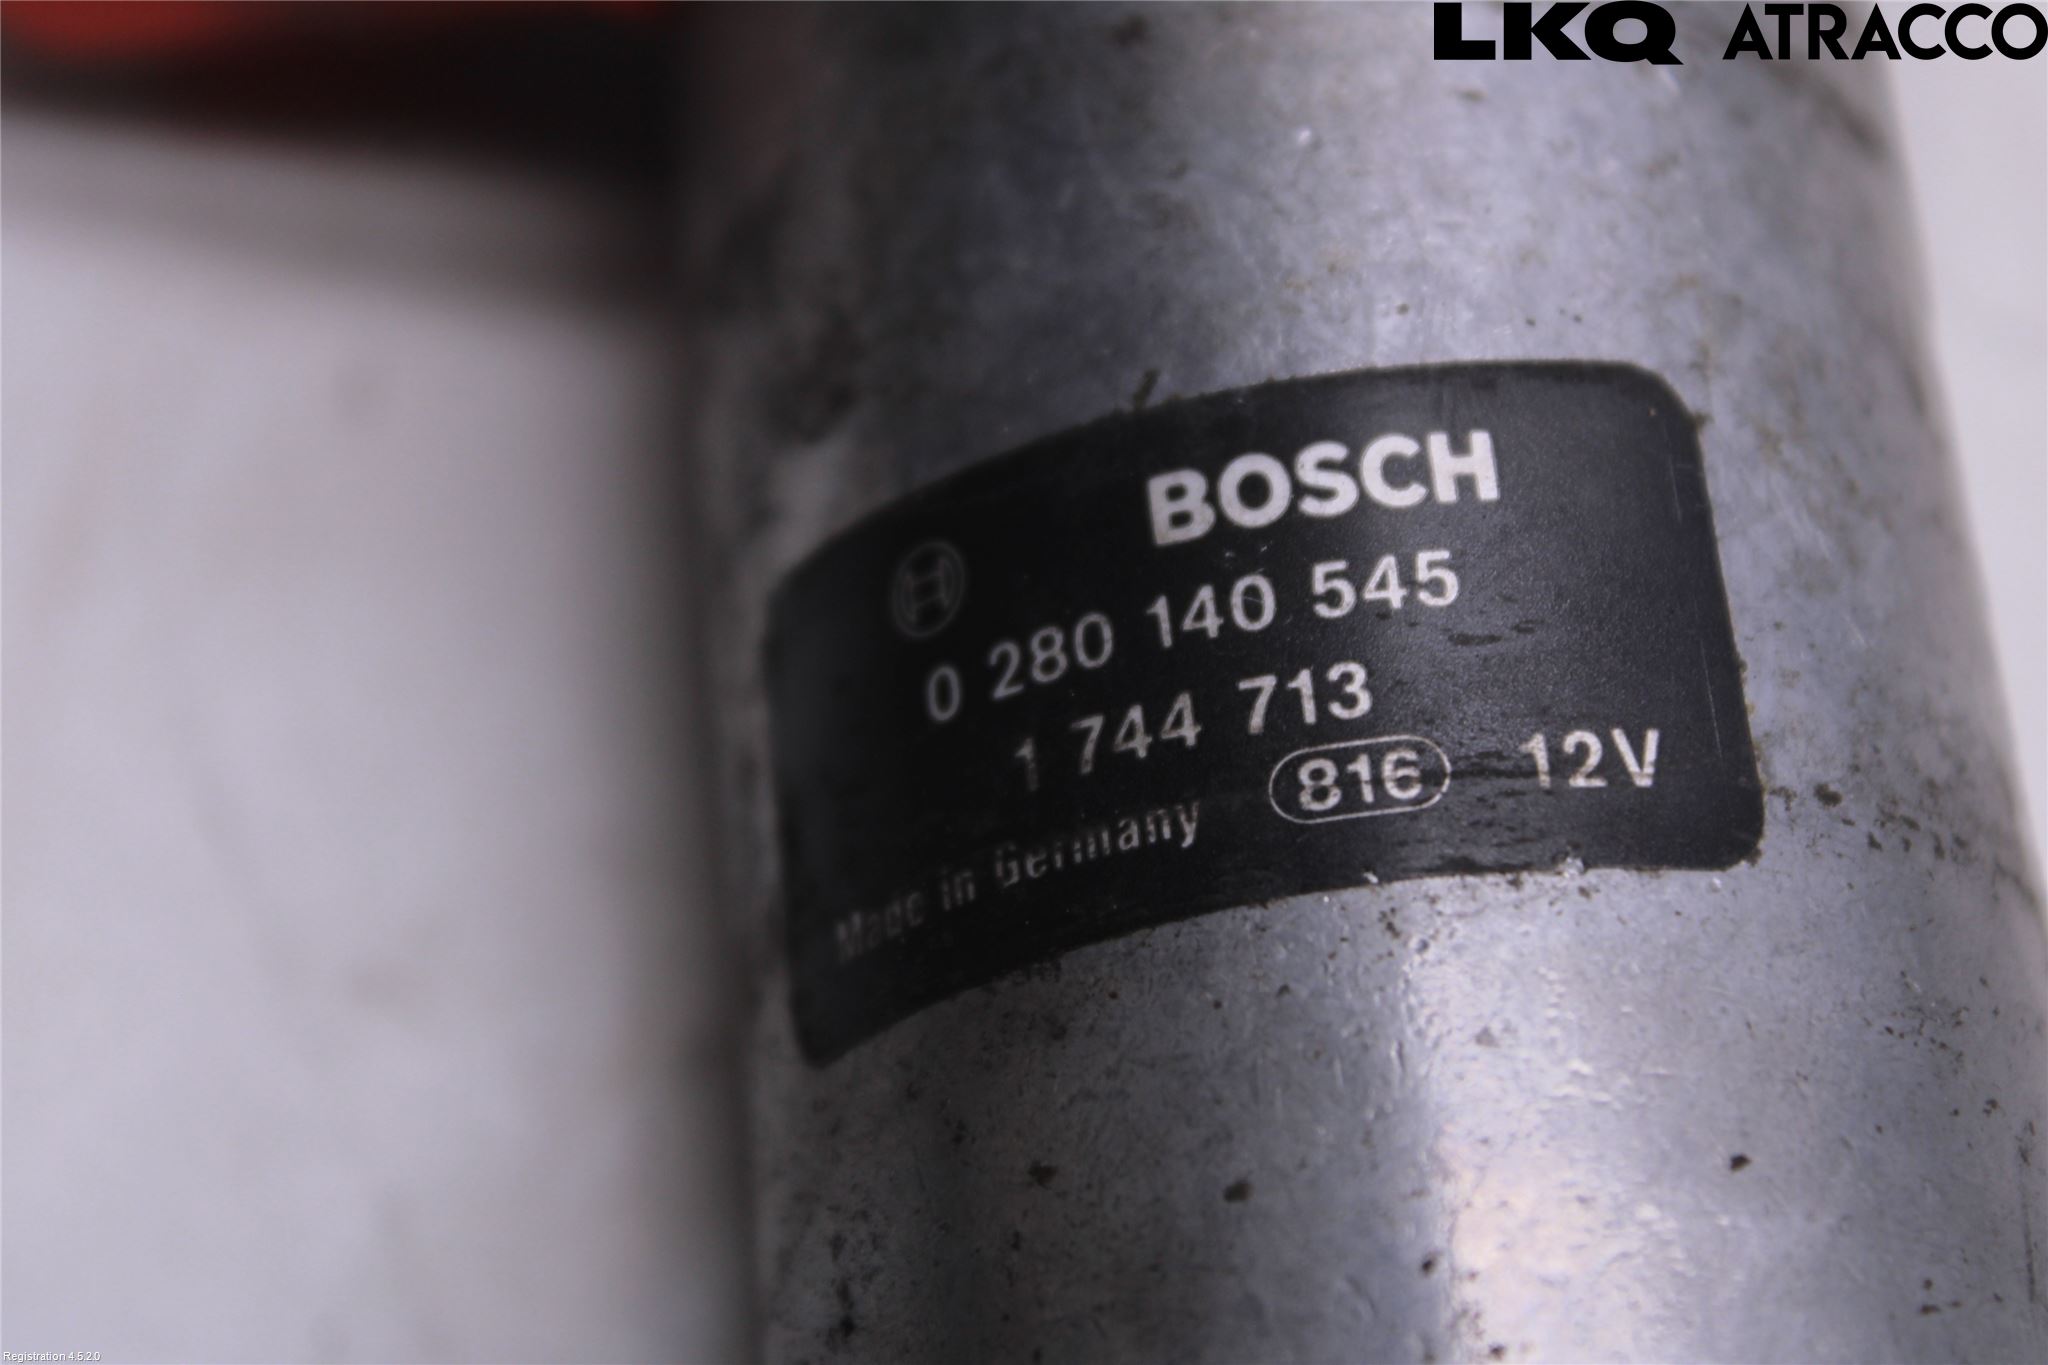 LKQ ATRACCO
BOSCH
0 280 140 545
1 744 713
Made in Germany 816 12V
Registration 4.5.2.0